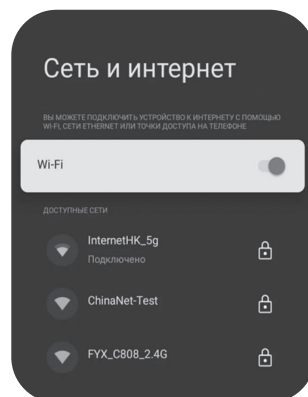 Сеть и интернет
ВЫ МОЖЕТЕ ПОДКЛЮЧИТЬ УСТРОЙСТВО К ИНТЕРНЕТУ С ПОМОЩЬЮ
WI-FI, СЕТИ ETHERNET ИЛИ ТОЧКИ ДОСТУПА НА ТЕЛЕФОНЕ
Wi-Fi
ДОСТУПНЫЕ СЕТИ
InternetHK_5g
Подключено
ChinaNet-Test
FYX_C808_2.4G